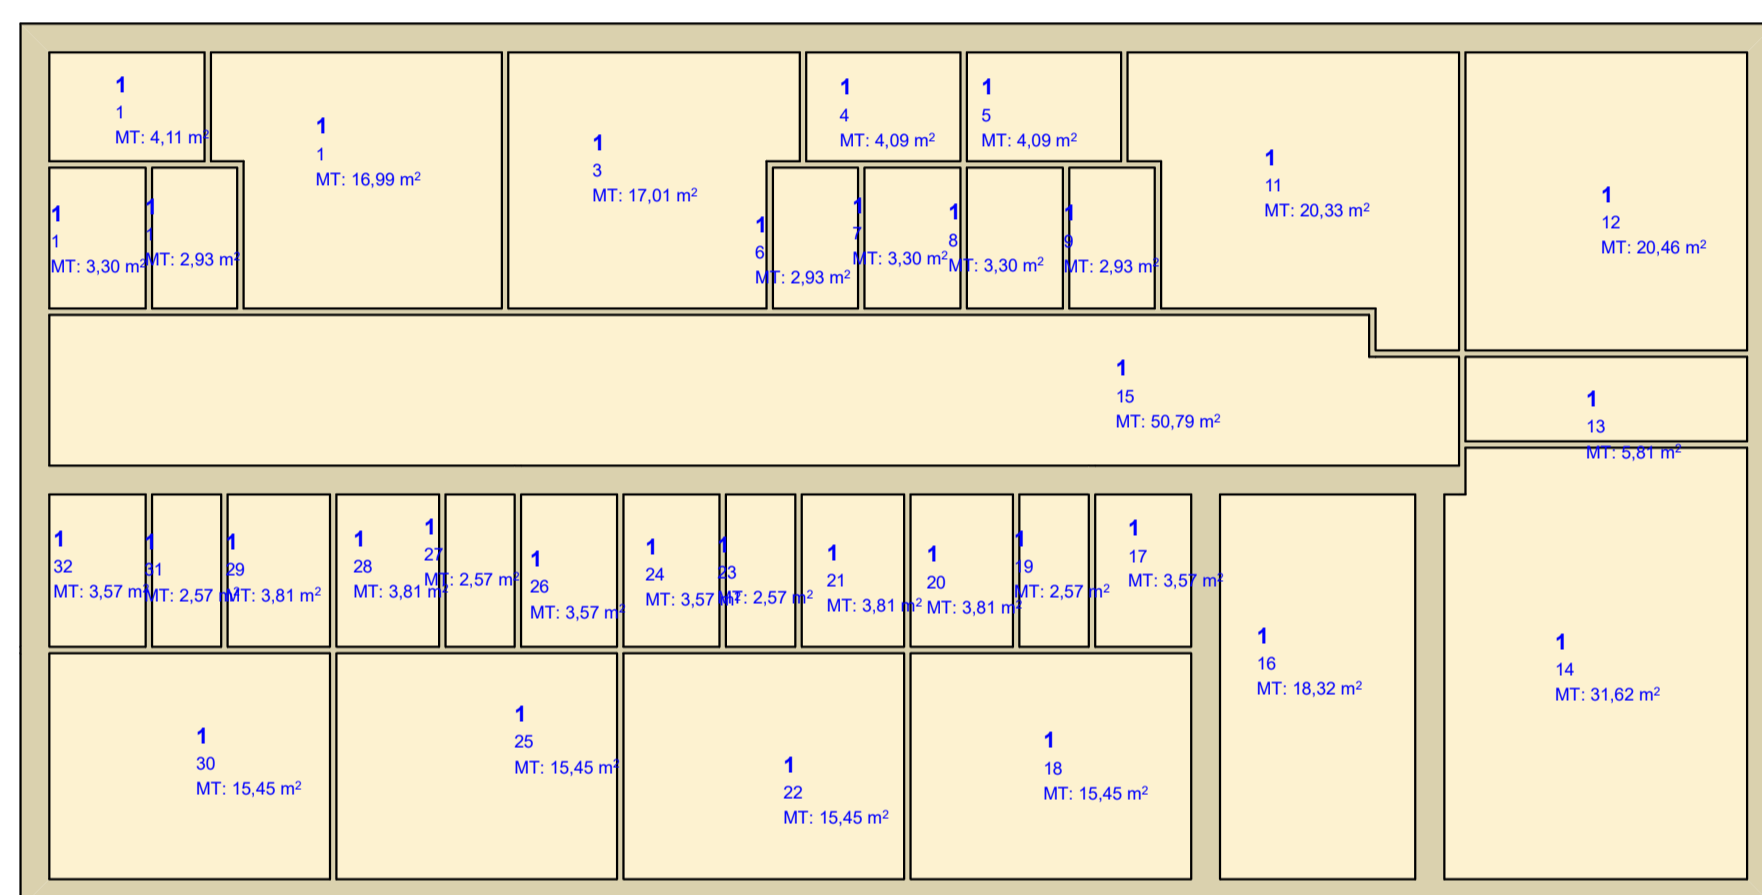 1
1
MT: 4,11 m²
1
1
MT: 16,99 m²
1
3
MT: 17,01 m²
1
4
MT: 4,09 m²
1
5
MT: 4,09 m²
1
11
MT: 20,33 m²
1
12
MT: 20,46 m²
1
1
MT: 3,30 m²
1
1
MT: 2,93 m²
1
6
MT: 2,93 m²
1
7
MT: 3,30 m²
1
8
MT: 3,30 m²
1
9
MT: 2,93 m²
1
15
MT: 50,79 m²
1
13
MT: 5,81 m²
1
32
MT: 3,57 m²
1
31
MT: 2,57 m²
1
29
MT: 3,81 m²
1
28
MT: 3,81 m²
1
27
MT: 2,57 m²
1
26
MT: 3,57 m²
1
24
MT: 3,57 m²
1
23
MT: 2,57 m²
1
21
MT: 3,81 m²
1
20
MT: 3,81 m²
1
19
MT: 2,57 m²
1
17
MT: 3,57 m²
1
16
MT: 18,32 m²
1
14
MT: 31,62 m²
1
30
MT: 15,45 m²
1
25
MT: 15,45 m²
1
22
MT: 15,45 m²
1
18
MT: 15,45 m²